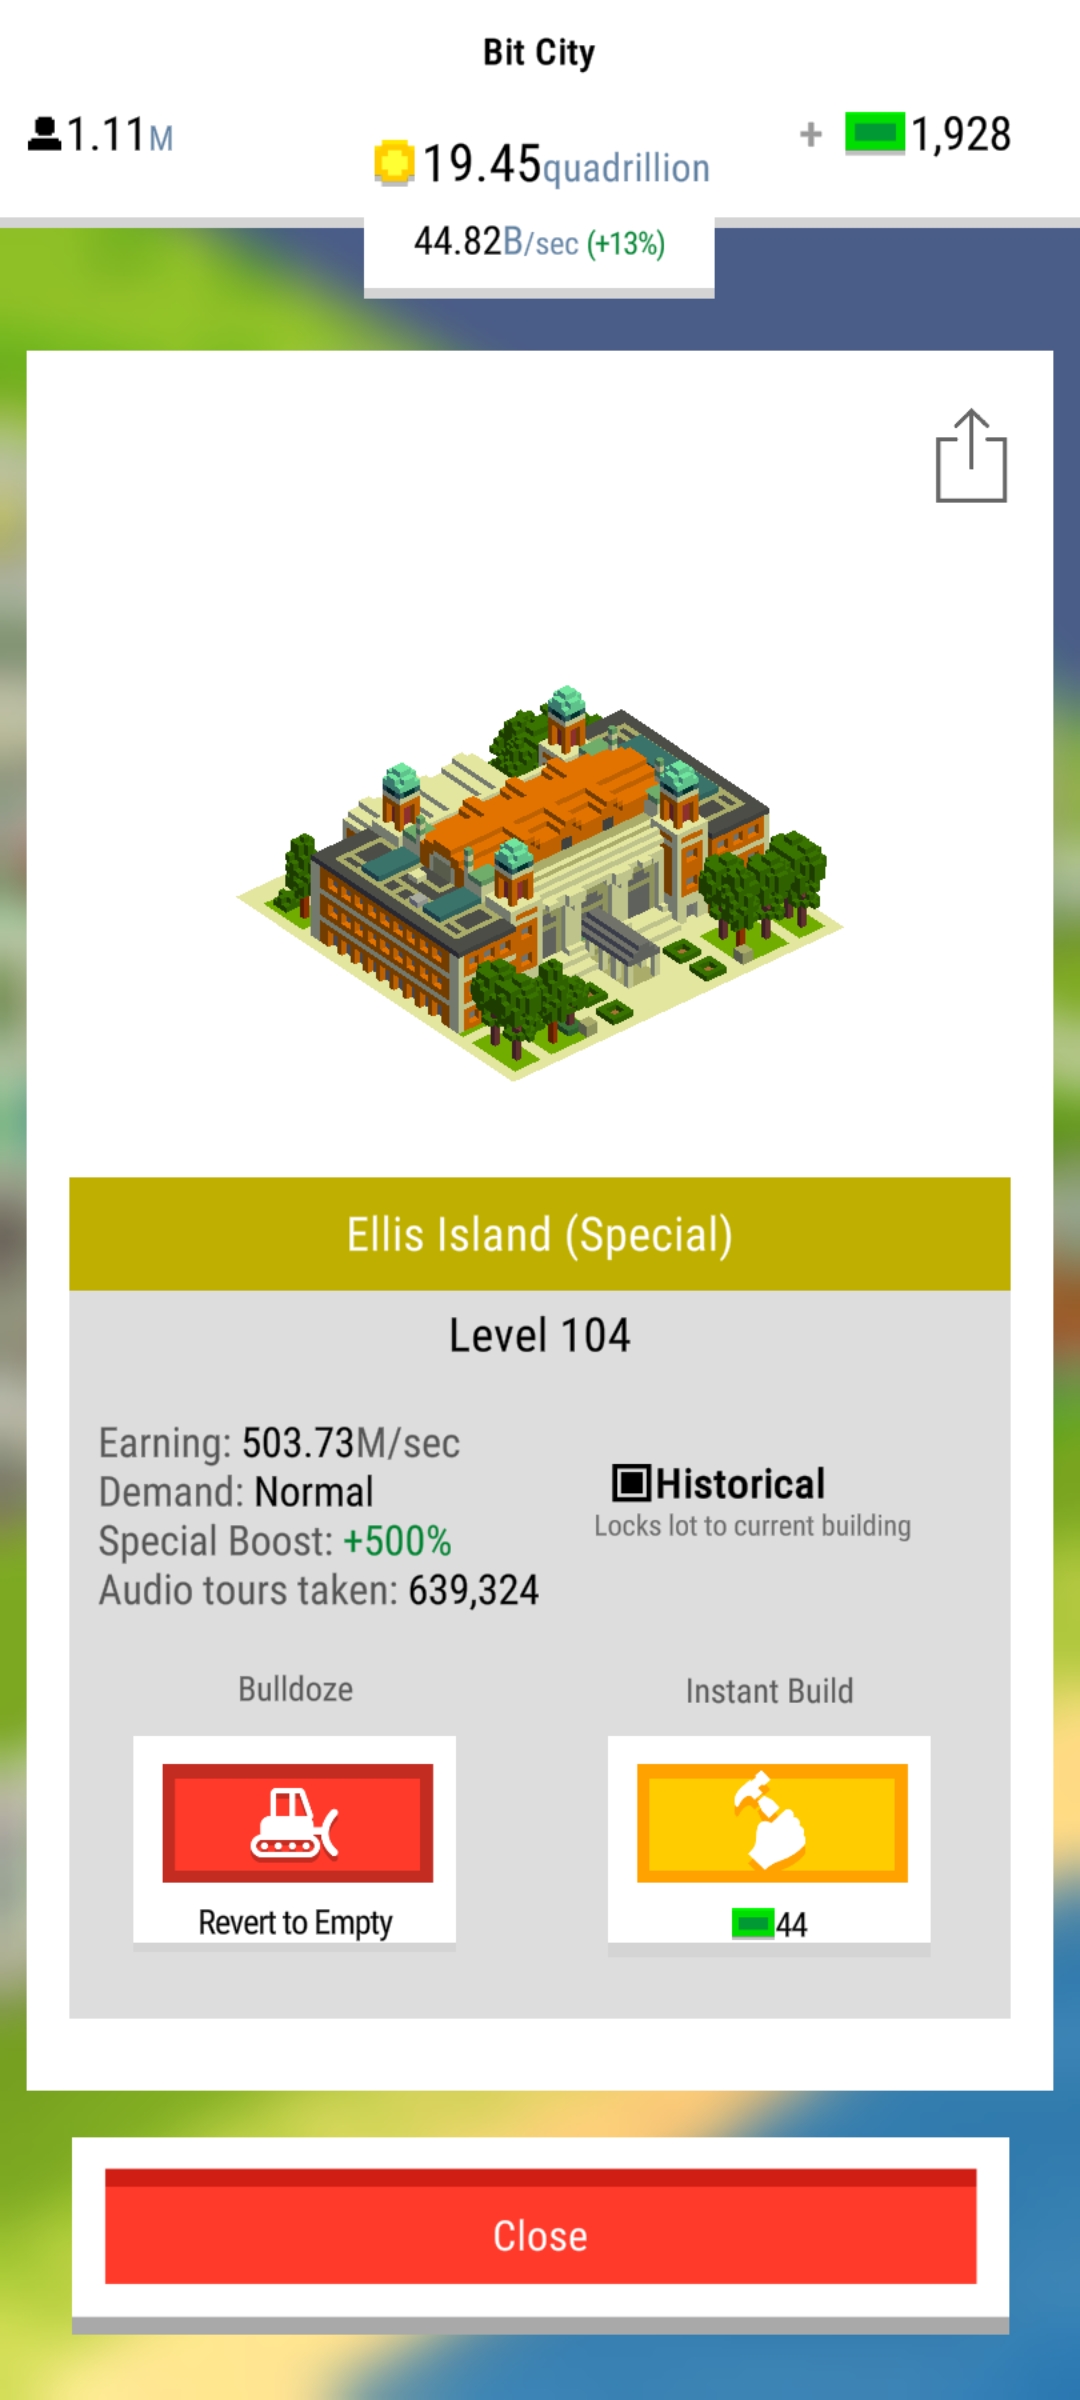 Bit City
1.11M
19.45quadrillion
+ 1,928
44.82B/sec (+13%)
Ellis Island (Special)
Level 104
Earning: 503.73M/sec
Demand: Normal
Special Boost: +500%
Audio tours taken: 639,324
Historical
Locks lot to current building
Bulldoze
Instant Build
Revert to Empty
44
Close